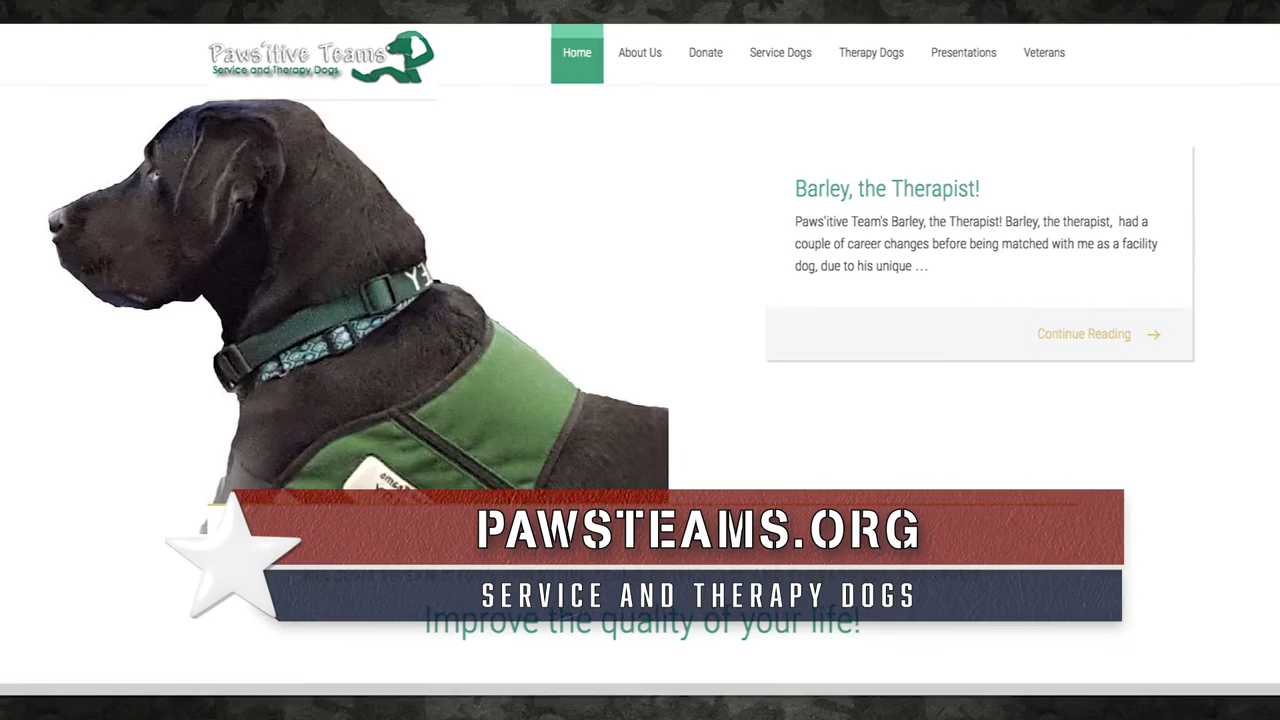 Paws'itive Teams
Service and Therapy Dogs
Home
About Us
Donate
Service Dogs
Therapy Dogs
Presentations
Veterans
Barley, the Therapist!
Paws'itive Team's Barley, the Therapist! Barley, the therapist, had a
couple of career changes before being matched with me as a facility
dog, due to his unique …
Continue Reading →
PAWSTEAMS.ORG
SERVICE AND THERAPY DOGS
Improve the quality of your life!